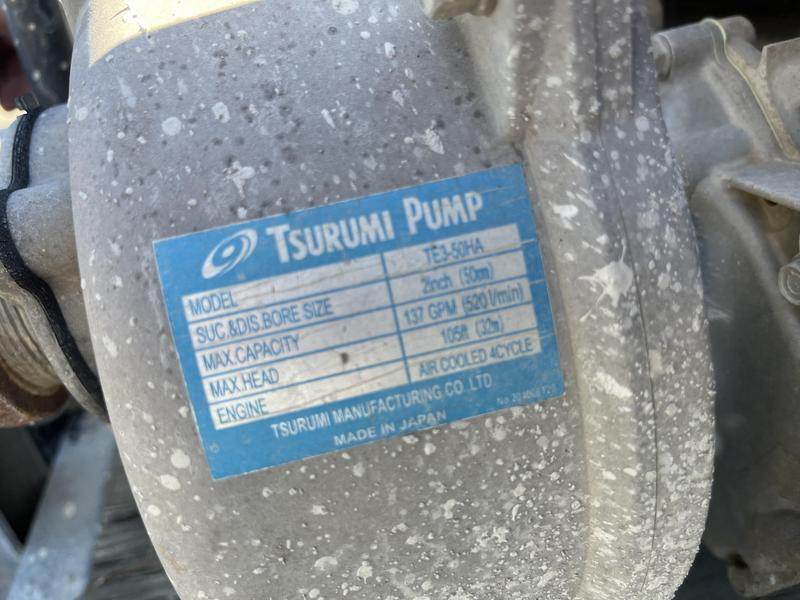 TSURUMI PUMP
MODEL TE3-50HA
SUC.&DIS.BORE SIZE 2inch (50mm)
MAX.CAPACITY 137 GPM (520 l/min)
MAX.HEAD 105ft (32m)
ENGINE AIR COOLED 4CYCLE
TSURUMI MANUFACTURING CO.,LTD.
MADE IN JAPAN